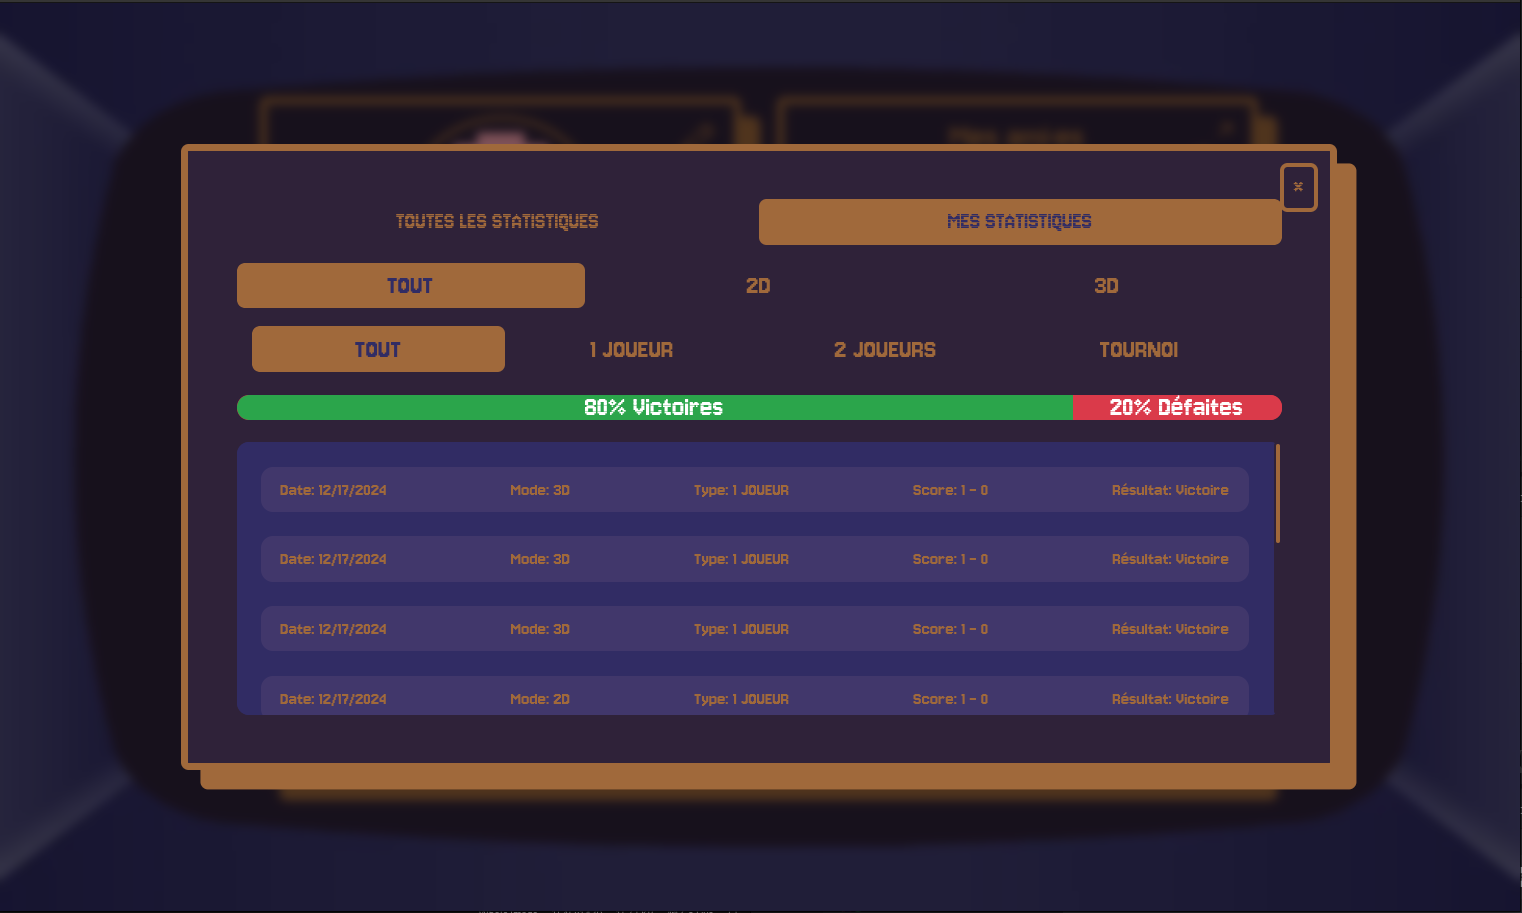 Mes amies
×
TOUTES LES STATISTIQUES MES STATISTIQUES
TOUT 2D 3D
TOUT 1 JOUEUR 2 JOUEURS TOURNOI
80% Victoires 20% Défaites
Date: 12/17/2024 Mode: 3D Type: 1 JOUEUR Score: 1 - 0 Résultat: Victoire
Date: 12/17/2024 Mode: 3D Type: 1 JOUEUR Score: 1 - 0 Résultat: Victoire
Date: 12/17/2024 Mode: 3D Type: 1 JOUEUR Score: 1 - 0 Résultat: Victoire
Date: 12/17/2024 Mode: 2D Type: 1 JOUEUR Score: 1 - 0 Résultat: Victoire